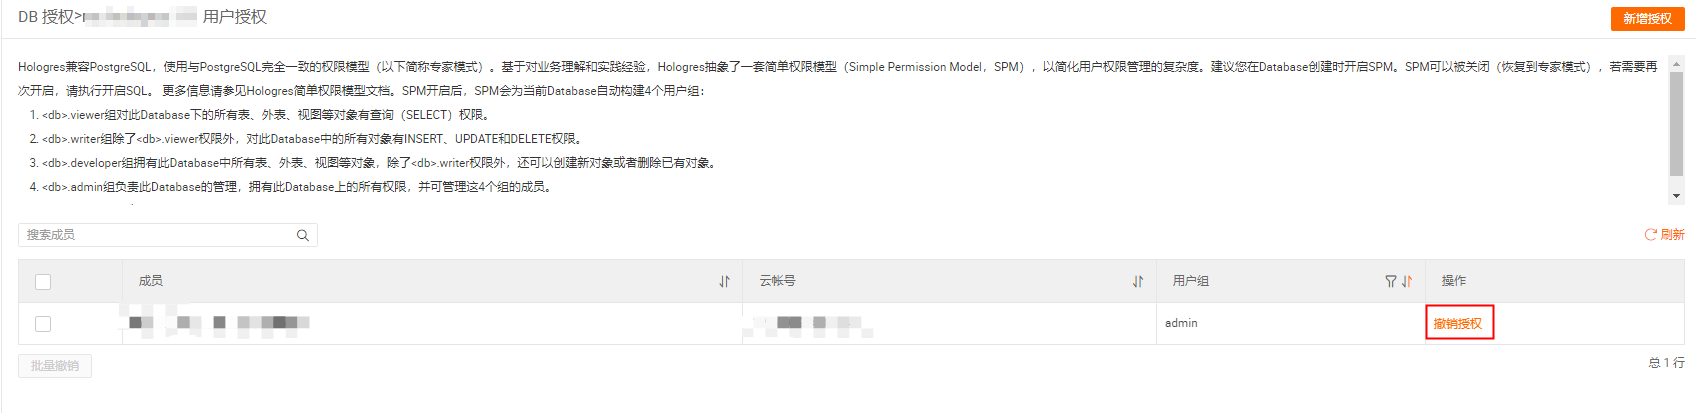 DB 授权> 用户授权
新增授权
Hologres兼容PostgreSQL，使用与PostgreSQL完全一致的权限模型（以下简称专家模式）。基于对业务理解和实践经验，Hologres抽象了一套简单权限模型（Simple Permission Model，SPM），以简化用户权限管理的复杂度。建议您在Database创建时开启SPM。SPM可以被关闭（恢复到专家模式），若需要再
次开启，请执行开启SQL。 更多信息请参见Hologres简单权限模型文档。SPM开启后，SPM会为当前Database自动构建4个用户组：
1. <db>.viewer组对此Database下的所有表、外表、视图等对象有查询（SELECT）权限。
2. <db>.writer组除了<db>.viewer权限外，对此Database中的所有对象有INSERT、UPDATE和DELETE权限。
3. <db>.developer组拥有此Database中所有表、外表、视图等对象，除了<db>.writer权限外，还可以创建新对象或者删除已有对象。
4. <db>.admin组负责此Database的管理，拥有此Database上的所有权限，并可管理这4个组的成员。
搜索成员
刷新
成员 云帐号 用户组 操作
admin 撤销授权
批量撤销
总 1 行